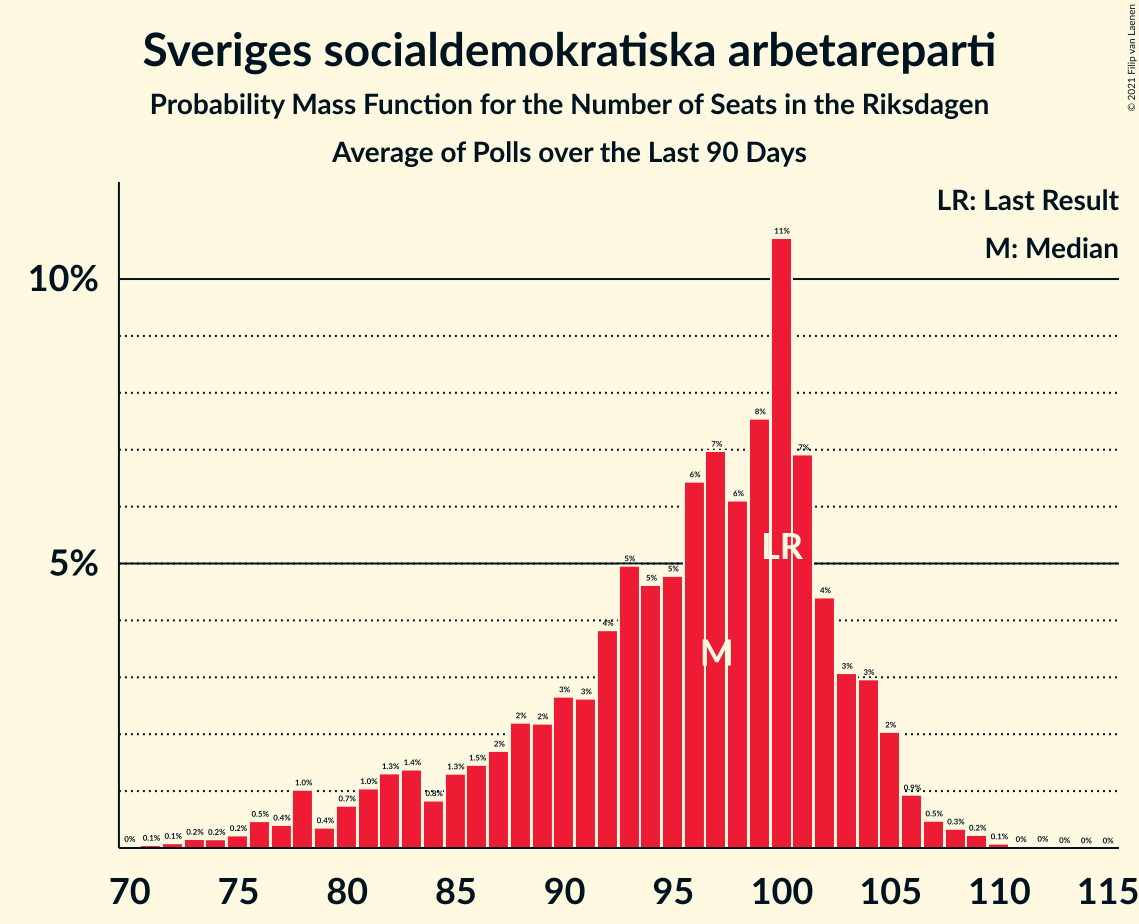 Sveriges socialdemokratiska arbetareparti
Probability Mass Function for the Number of Seats in the Riksdagen
Average of Polls over the Last 90 Days
© 2021 Filip van Laenen
LR: Last Result
M: Median
10%
5%
0% 0.1% 0.1% 0.2% 0.2% 0.2% 0.5% 0.4% 1.0% 0.4% 0.7% 1.0% 1.3% 1.4% 0.8% 1.3% 1.5% 2% 2% 2% 3% 3% 4% 5% 5% 5% 6% 7% 6% 8% 11% 7% 4% 3% 3% 2% 0.9% 0.5% 0.3% 0.2% 0.1% 0% 0% 0% 0% 0%
LR
M
70 75 80 85 90 95 100 105 110 115